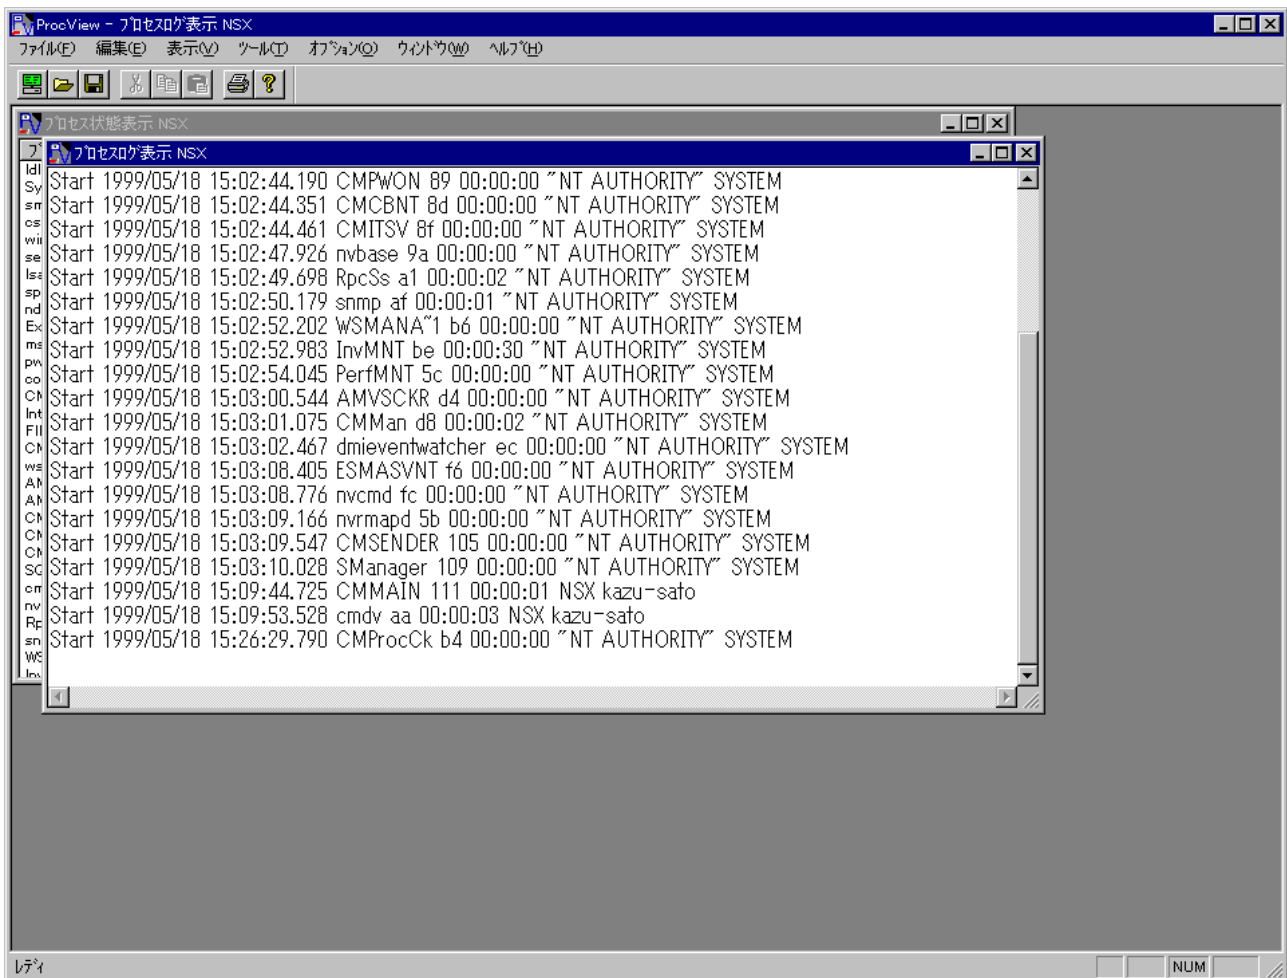 ProcView - ﾌﾟﾛｾｽﾛｸﾞ表示 NSX
ﾌｧｲﾙ(F) 編集(E) 表示(V) ﾂｰﾙ(T) ｵﾌﾟｼｮﾝ(O) ｳｨﾝﾄﾞｳ(W) ﾍﾙﾌﾟ(H)
ﾌﾟﾛｾｽ状態表示 NSX
ﾌﾟﾛｾｽﾛｸﾞ表示 NSX
Start 1999/05/18 15:02:44.190 CMPWON 89 00:00:00 "NT AUTHORITY" SYSTEM
Start 1999/05/18 15:02:44.351 CMCBNT 8d 00:00:00 "NT AUTHORITY" SYSTEM
Start 1999/05/18 15:02:44.461 CMITSV 8f 00:00:00 "NT AUTHORITY" SYSTEM
Start 1999/05/18 15:02:47.926 nvbase 9a 00:00:00 "NT AUTHORITY" SYSTEM
Start 1999/05/18 15:02:49.698 RpcSs a1 00:00:02 "NT AUTHORITY" SYSTEM
Start 1999/05/18 15:02:50.179 snmp af 00:00:01 "NT AUTHORITY" SYSTEM
Start 1999/05/18 15:02:52.202 WSMANA~1 b6 00:00:00 "NT AUTHORITY" SYSTEM
Start 1999/05/18 15:02:52.983 InvMNT be 00:00:30 "NT AUTHORITY" SYSTEM
Start 1999/05/18 15:02:54.045 PerfMNT 5c 00:00:00 "NT AUTHORITY" SYSTEM
Start 1999/05/18 15:03:00.544 AMVSCKR d4 00:00:00 "NT AUTHORITY" SYSTEM
Start 1999/05/18 15:03:01.075 CMMan d8 00:00:02 "NT AUTHORITY" SYSTEM
Start 1999/05/18 15:03:02.467 dmieventwatcher ec 00:00:00 "NT AUTHORITY" SYSTEM
Start 1999/05/18 15:03:08.405 ESMASVNT f6 00:00:00 "NT AUTHORITY" SYSTEM
Start 1999/05/18 15:03:08.776 nvcmd fc 00:00:00 "NT AUTHORITY" SYSTEM
Start 1999/05/18 15:03:09.166 nvrmapd 5b 00:00:00 "NT AUTHORITY" SYSTEM
Start 1999/05/18 15:03:09.547 CMSENDER 105 00:00:00 "NT AUTHORITY" SYSTEM
Start 1999/05/18 15:03:10.028 SManager 109 00:00:00 "NT AUTHORITY" SYSTEM
Start 1999/05/18 15:09:44.725 CMMAIN 111 00:00:01 NSX kazu-sato
Start 1999/05/18 15:09:53.528 cmdv aa 00:00:03 NSX kazu-sato
Start 1999/05/18 15:26:29.790 CMProcCk b4 00:00:00 "NT AUTHORITY" SYSTEM
ﾚﾃﾞｨ
NUM